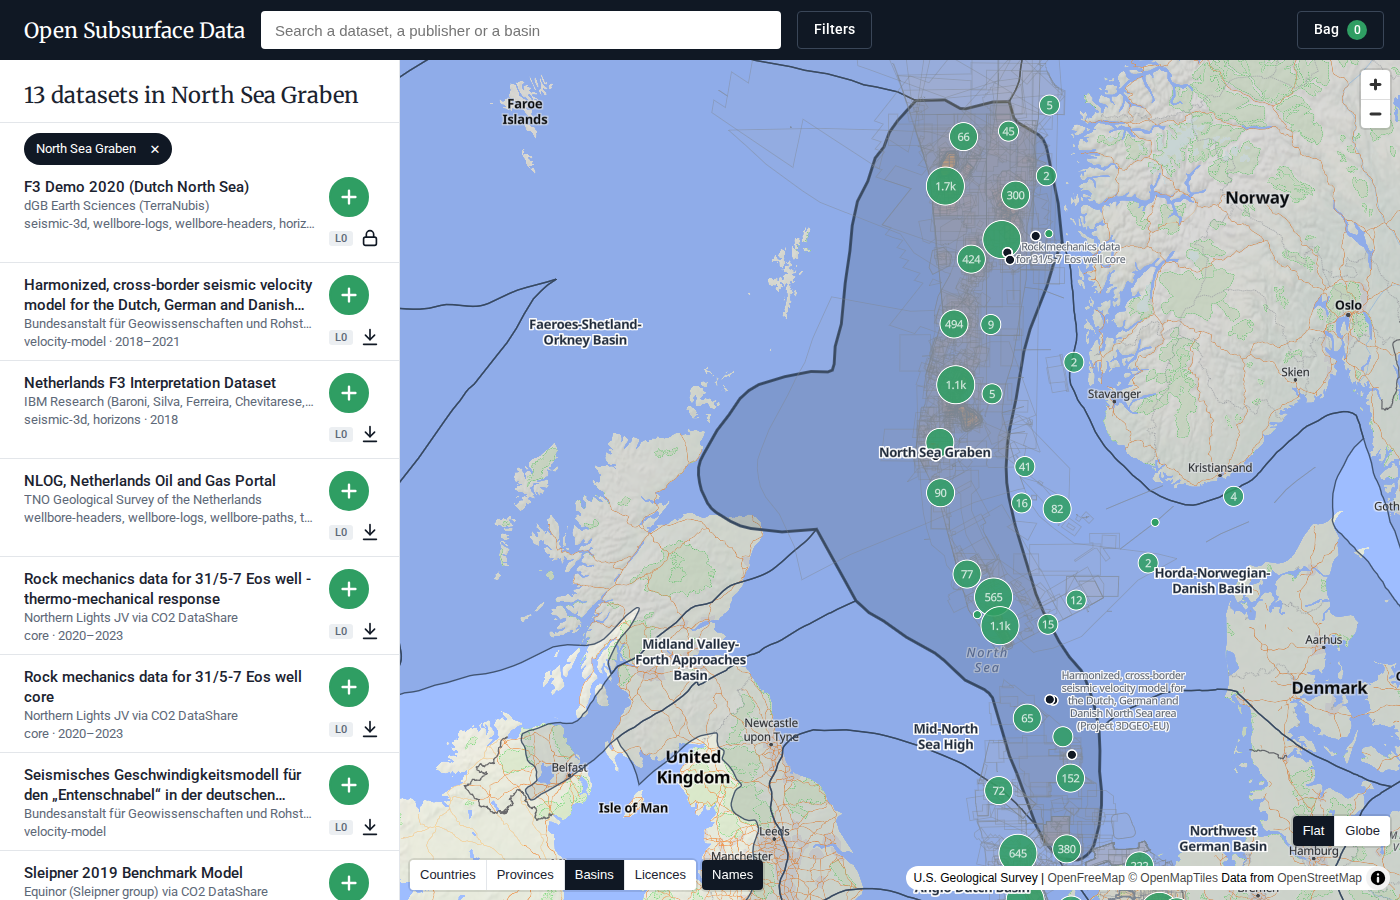 Open Subsurface Data
Search a dataset, a publisher or a basin
Filters
Bag 0
13 datasets in North Sea Graben
North Sea Graben ×
F3 Demo 2020 (Dutch North Sea)
dGB Earth Sciences (TerraNubis)
seismic-3d, wellbore-logs, wellbore-headers, horiz...
L0
Harmonized, cross-border seismic velocity
model for the Dutch, German and Danish...
Bundesanstalt für Geowissenschaften und Rohst...
velocity-model · 2018–2021
L0
Netherlands F3 Interpretation Dataset
IBM Research (Baroni, Silva, Ferreira, Chevitarese,...
seismic-3d, horizons · 2018
L0
NLOG, Netherlands Oil and Gas Portal
TNO Geological Survey of the Netherlands
wellbore-headers, wellbore-logs, wellbore-paths, t...
L0
Rock mechanics data for 31/5-7 Eos well -
thermo-mechanical response
Northern Lights JV via CO2 DataShare
core · 2020–2023
L0
Rock mechanics data for 31/5-7 Eos well
core
Northern Lights JV via CO2 DataShare
core · 2020–2023
L0
Seismisches Geschwindigkeitsmodell für
den „Entenschnabel“ in der deutschen...
Bundesanstalt für Geowissenschaften und Rohst...
velocity-model
L0
Sleipner 2019 Benchmark Model
Equinor (Sleipner group) via CO2 DataShare
Faroe
Islands
5
66
45
2
1.7k
300
Norway
424
Rock mechanics data
for 31/5-7 Eos well core
Oslo
Faeroes-Shetland-
Orkney Basin
494
9
2
Skien
1.1k
5
Stavanger
North Sea Graben
41
Kristiansand
90
16
82
4
Göth
77
2
Horda-Norwegian-
Danish Basin
565
12
1.1k
15
Aarhus
Midland Valley-
Forth Approaches
Basin
North
Sea
Harmonized, cross-border
seismic velocity model for
the Dutch, German and
Danish North Sea area
(Project 3DGEO-EU)
Denmark
65
Newcastle
upon Tyne
Mid-North
Sea High
United
Kingdom
Belfast
152
72
Isle of Man
Leeds
Flat
Globe
Northwest
German Basin
Hamburg
Manchester
645
380
Countries
Provinces
Basins
Licences
Names
U.S. Geological Survey | OpenFreeMap © OpenMapTiles Data from OpenStreetMap